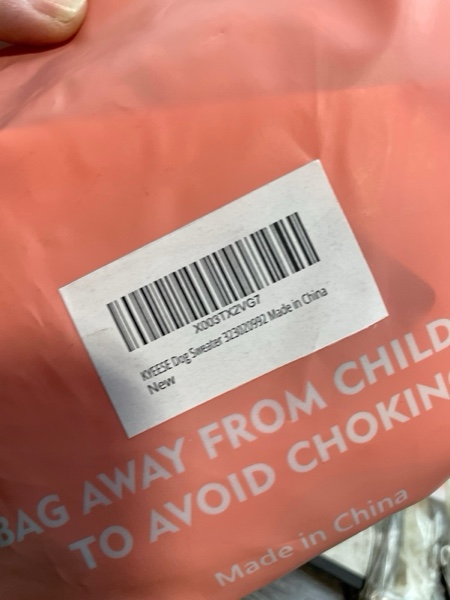 X003TX2VG7
KYEESE Dog Sweater 323020992 Made in China
New
BAG AWAY FROM CHILD
TO AVOID CHOKIN
Made in China